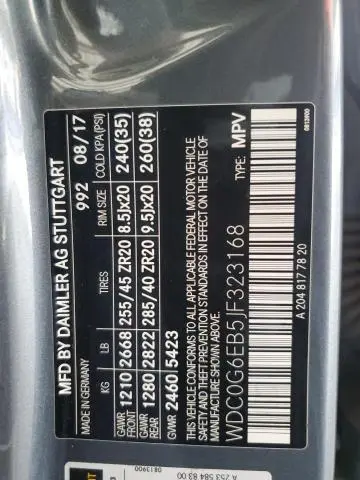 MFD BY DAIMLER AG STUTTGART
MADE IN GERMANY 992 08/17
KG LB TIRES RIM SIZE COLD KPA(PSI)
GAWR FRONT 1210 2668 255/45 ZR20 8.5Jx20 240(35)
GAWR REAR 1280 2822 285/40 ZR20 9.5Jx20 260(38)
GVWR 2460 5423
THIS VEHICLE CONFORMS TO ALL APPLICABLE FEDERAL MOTOR VEHICLE
SAFETY AND THEFT PREVENTION STANDARDS IN EFFECT ON THE DATE OF
MANUFACTURE SHOWN ABOVE.
WDC0G6EB5JF323168 TYPE: MPV
A 204 817 78 20 0813900
A 253 584 83 00
0813900